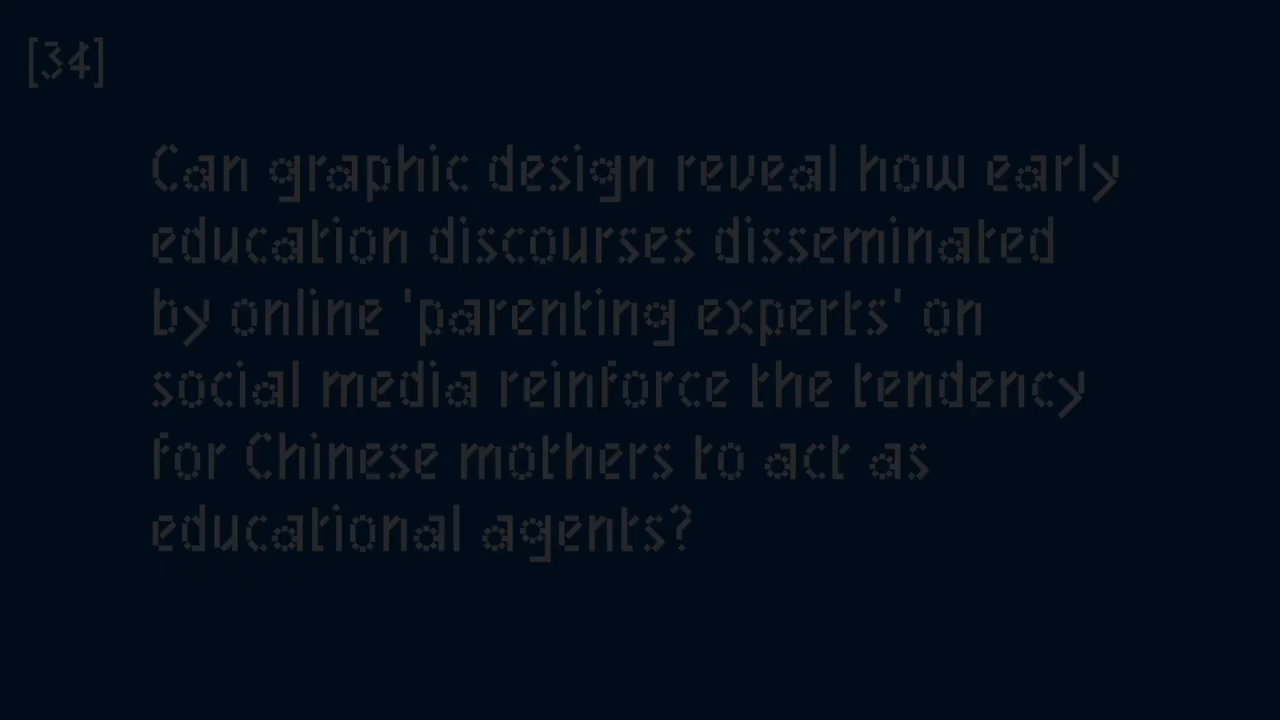 [34]
Can graphic design reveal how early
education discourses disseminated
by online 'parenting experts' on
social media reinforce the tendency
for Chinese mothers to act as
educational agents?